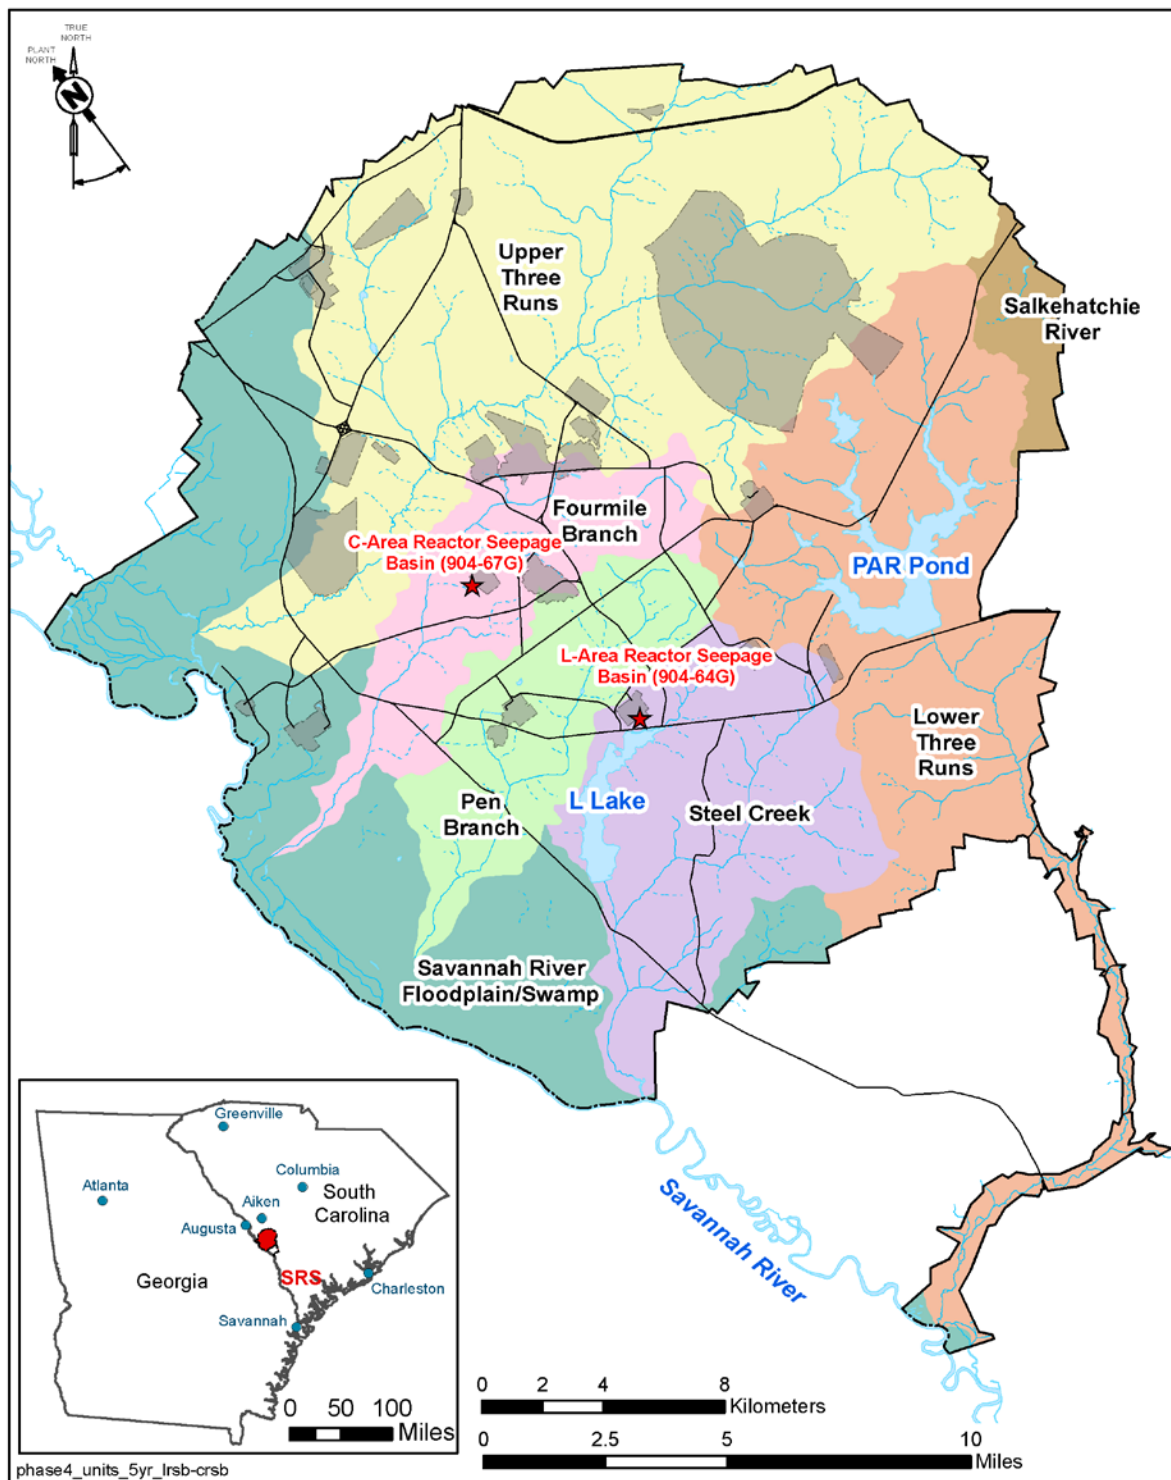 TRUE
NORTH
PLANT
NORTH
N
Upper
Three
Runs
Salkehatchie
River
Fourmile
Branch
C-Area Reactor Seepage
Basin (904-67G)
PAR Pond
L-Area Reactor Seepage
Basin (904-64G)
Lower
Three
Runs
L Lake
Pen
Branch
Steel Creek
Savannah River
Floodplain/Swamp
Savannah River
Greenville
Columbia
Atlanta
Aiken
South
Carolina
Augusta
Georgia
SRS
Charleston
Savannah
0 50 100
Miles
0 2 4 8
Kilometers
0 2.5 5 10
Miles
phase4_units_5yr_lrsb-crsb